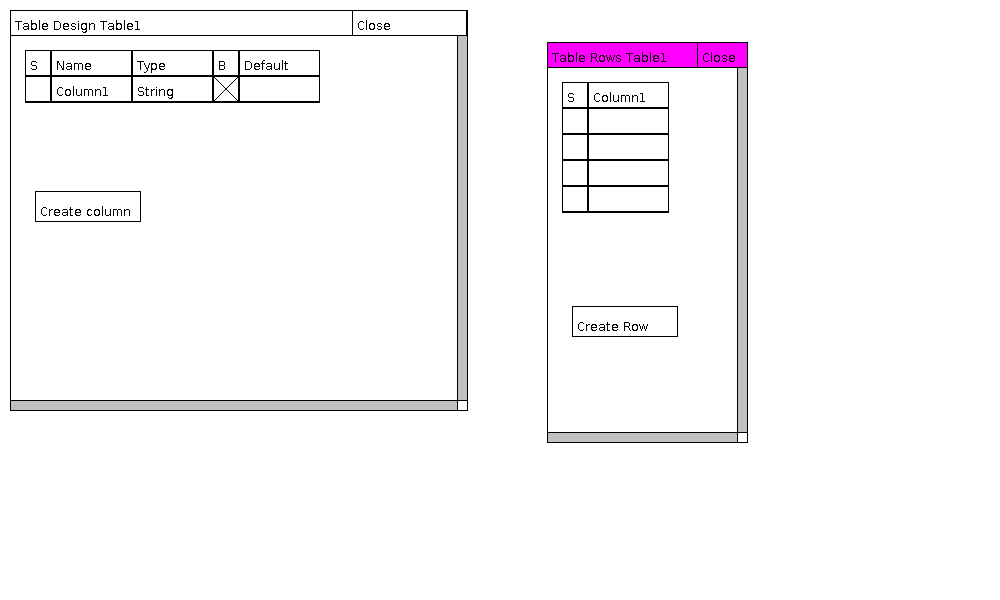 Table Design Table1 Close
S Name Type B Default
Column1 String
Create column
Table Rows Table1 Close
S Column1
Create Row